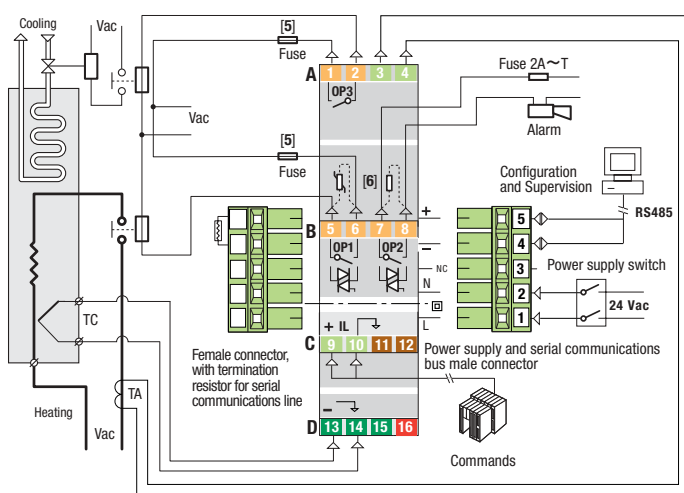 Cooling
Vac
[5]
Fuse
A
1 2 3 4
OP3
Fuse 2A~T
Alarm
Vac
[5]
Fuse
[6]
Configuration
and Supervision
RS485
B
5 6 7 8
OP1 OP2
+
–
NC
N
L
5
4
3
2
1
Power supply switch
24 Vac
TC
+ IL
C
9 10 11 12
Female connector,
with termination
resistor for serial
communications line
Power supply and serial communications
bus male connector
TA
Heating
Vac
–
D
13 14 15 16
Commands